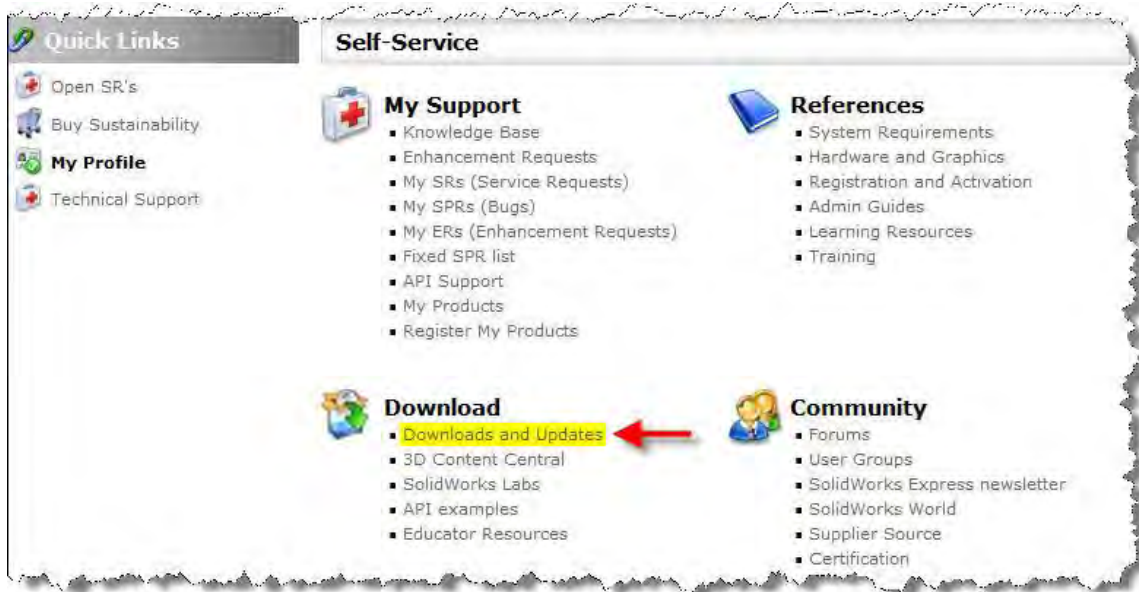 Quick Links
Open SR's
Buy Sustainability
My Profile
Technical Support
Self-Service
My Support
Knowledge Base
Enhancement Requests
My SRs (Service Requests)
My SPRs (Bugs)
My ERs (Enhancement Requests)
Fixed SPR list
API Support
My Products
Register My Products
References
System Requirements
Hardware and Graphics
Registration and Activation
Admin Guides
Learning Resources
Training
Download
Downloads and Updates
3D Content Central
SolidWorks Labs
API examples
Educator Resources
Community
Forums
User Groups
SolidWorks Express newsletter
SolidWorks World
Supplier Source
Certification